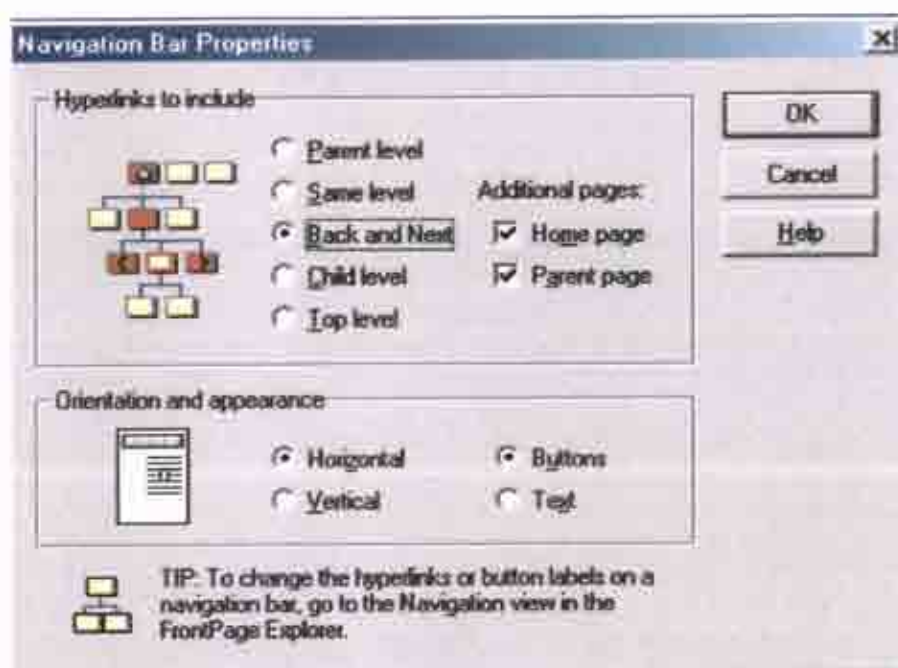 Navigation Bar Properties
Hyperlinks to include
Parent level
Same level
Back and Next
Child level
Top level
Additional pages:
Home page
Parent page
OK
Cancel
Help
Orientation and appearance
Horizontal
Vertical
Buttons
Text
TIP: To change the hyperlinks or button labels on a
navigation bar, go to the Navigation view in the
FrontPage Explorer.